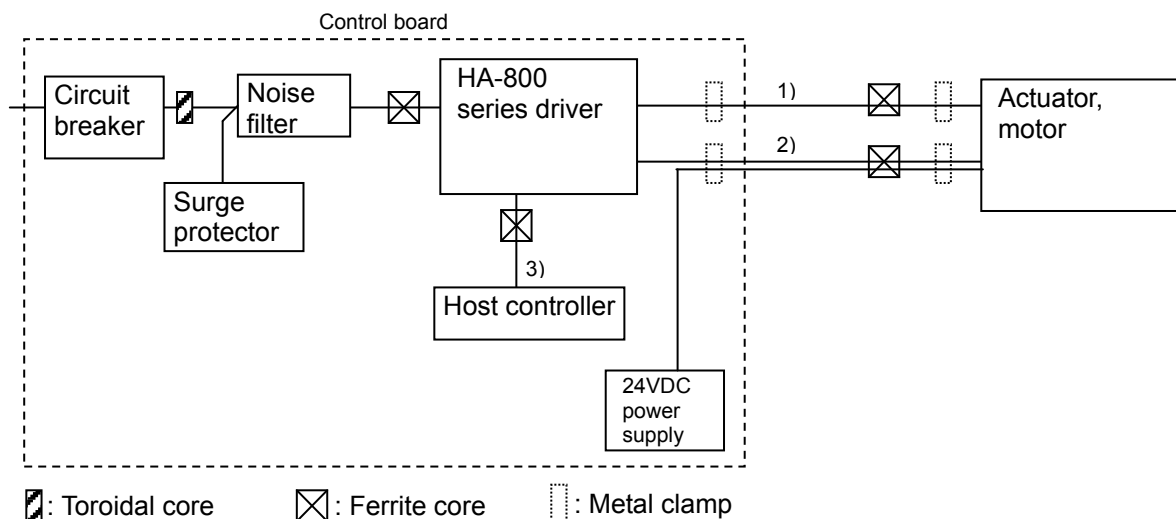 Control board
Circuit
breaker
Noise
filter
HA-800
series driver
1)
Actuator,
motor
2)
Surge
protector
3)
Host controller
24VDC
power
supply
: Toroidal core
: Ferrite core
: Metal clamp